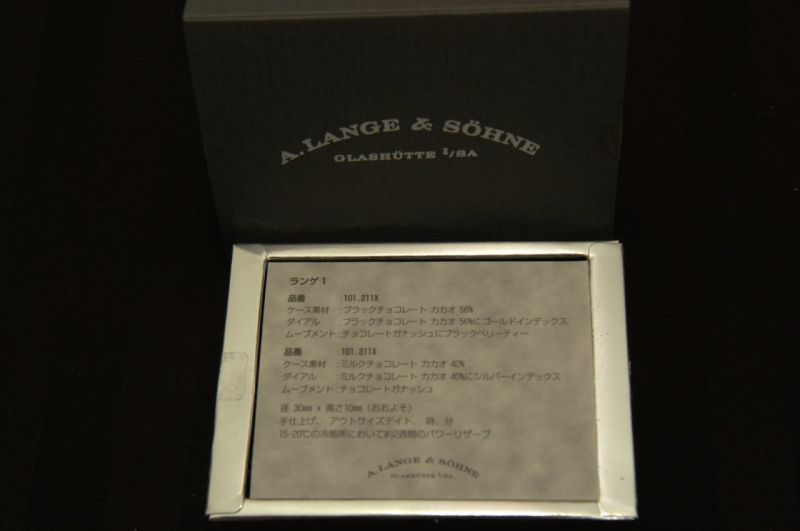 A. LANGE & SÖHNE
GLASHÜTTE I/SA
ランゲ 1
品番 :101.211X
ケース素材 :ブラックチョコレート カカオ 56%
ダイアル :ブラックチョコレート カカオ 56%にゴールドインデックス
ムーブメント:チョコレートガナッシュにブラックベリーティー
品番 :101.311X
ケース素材 :ミルクチョコレート カカオ 40%
ダイアル :ミルクチョコレート カカオ 40%にシルバーインデックス
ムーブメント:チョコレートガナッシュ
径 30mm x 高さ10mm (おおよそ)
手仕上げ、 アウトサイズデイト、 時、分
15-20℃の冷暗所において約2週間のパワーリザーブ
A. LANGE & SÖHNE
GLASHÜTTE I/SA